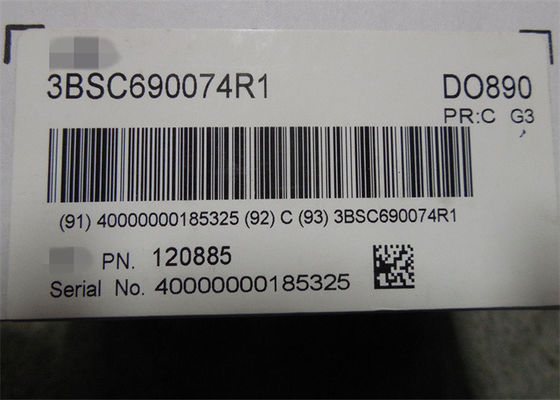 3BSC690074R1 DO890
PR:C G3
(91) 40000000185325 (92) C (93) 3BSC690074R1
PN. 120885
Serial No. 40000000185325